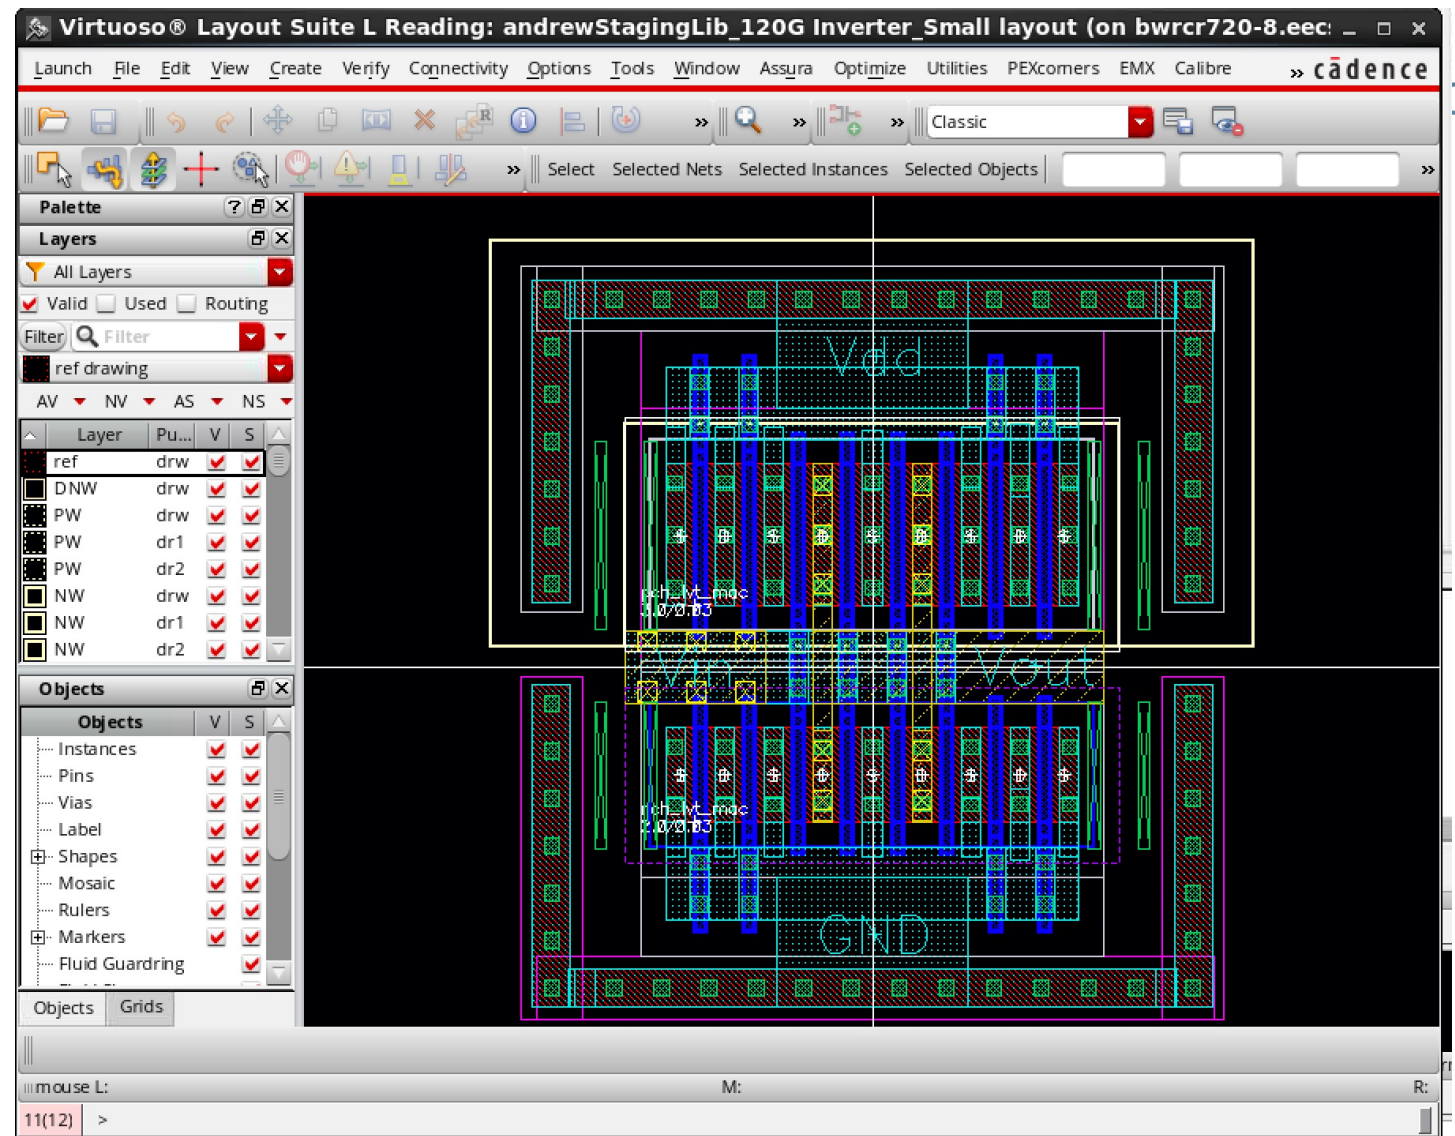 Virtuoso® Layout Suite L Reading: andrewStagingLib_120G Inverter_Small layout (on bwrcr720-8.eec
Launch File Edit View Create Verify Connectivity Options Tools Window Assura Optimize Utilities PEXcorners EMX Calibre » cādence
R » » » Classic
» Select Selected Nets Selected Instances Selected Objects »
Palette ?
Layers
All Layers
Valid Used Routing
Filter Filter
ref drawing
AV NV AS NS
Layer Pu... V S
ref drw
DNW drw
PW drw
PW dr1
PW dr2
NW drw
NW dr1
NW dr2
Objects
Objects V S
Instances
Pins
Vias
Label
Shapes
Mosaic
Rulers
Markers
Fluid Guardring
Objects Grids
Vdd
S D S D S D S D S
pch_lvt_mac
Vin Vout
S D S D S D S D S
nch_lvt_mac
GND
mouse L: M: R:
11(12) >